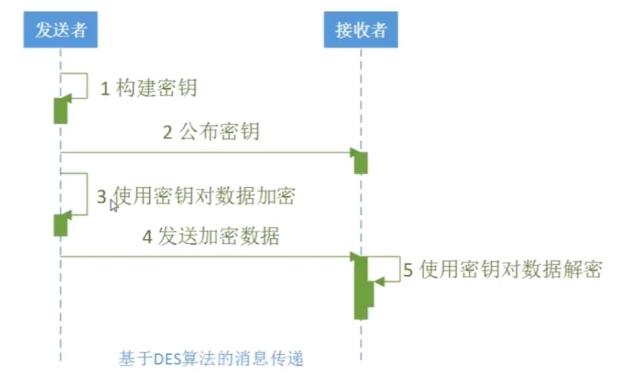 发送者
接收者
1 构建密钥
2 公布密钥
3 使用密钥对数据加密
4 发送加密数据
5 使用密钥对数据解密
基于DES算法的消息传递